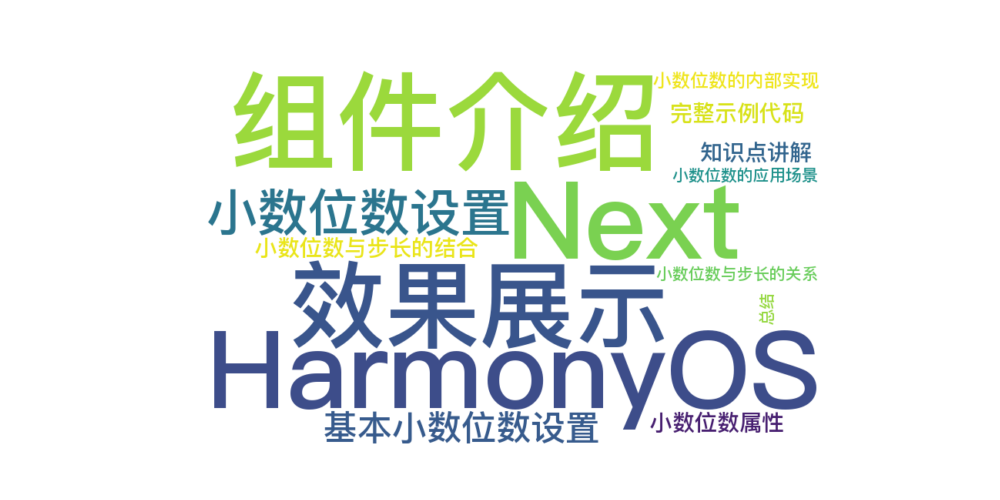 组件介绍
小数位数的内部实现
完整示例代码
知识点讲解
小数位数的应用场景
小数位数设置
Next
小数位数与步长的结合
效果展示
小数位数与步长的关系
总结
HarmonyOS
基本小数位数设置
小数位数属性